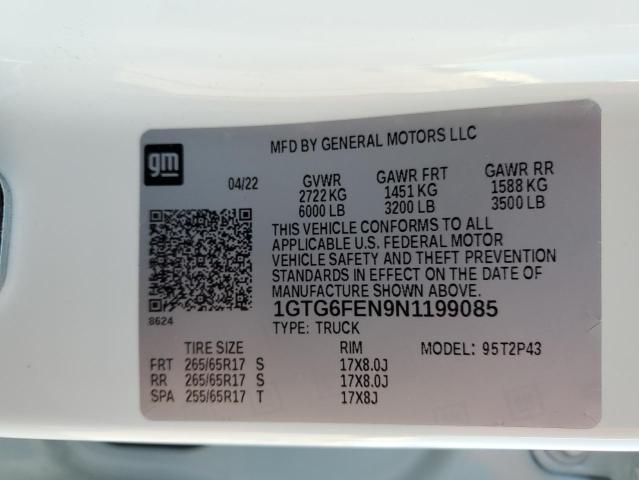 MFD BY GENERAL MOTORS LLC
gm
04/22 GVWR GAWR FRT GAWR RR
2722 KG 1451 KG 1588 KG
6000 LB 3200 LB 3500 LB
THIS VEHICLE CONFORMS TO ALL
APPLICABLE U.S. FEDERAL MOTOR
VEHICLE SAFETY AND THEFT PREVENTION
STANDARDS IN EFFECT ON THE DATE OF
MANUFACTURE SHOWN ABOVE.
8624
1GTG6FEN9N1199085
TYPE: TRUCK
TIRE SIZE RIM MODEL: 95T2P43
FRT 265/65R17 S 17X8.0J
RR 265/65R17 S 17X8.0J
SPA 255/65R17 T 17X8J